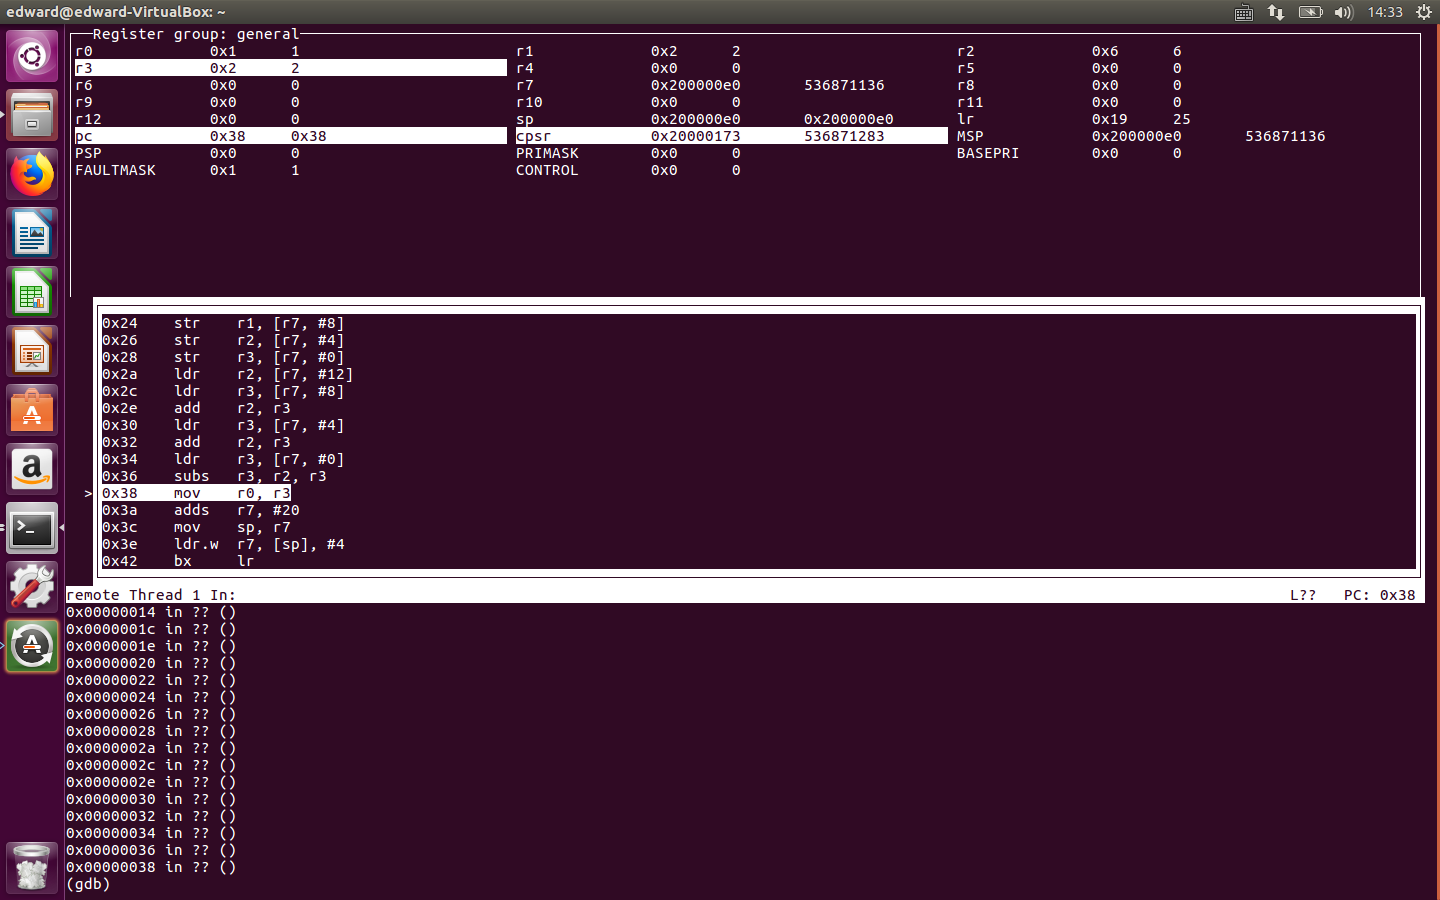 edward@edward-VirtualBox: ~ 14:33
Register group: general
r0 0x1 1 r1 0x2 2 r2 0x6 6
r3 0x2 2 r4 0x0 0 r5 0x0 0
r6 0x0 0 r7 0x200000e0 536871136 r8 0x0 0
r9 0x0 0 r10 0x0 0 r11 0x0 0
r12 0x0 0 sp 0x200000e0 0x200000e0 lr 0x19 25
pc 0x38 0x38 cpsr 0x20000173 536871283 MSP 0x200000e0 536871136
PSP 0x0 0 PRIMASK 0x0 0 BASEPRI 0x0 0
FAULTMASK 0x1 1 CONTROL 0x0 0
0x24 str r1, [r7, #8]
0x26 str r2, [r7, #4]
0x28 str r3, [r7, #0]
0x2a ldr r2, [r7, #12]
0x2c ldr r3, [r7, #8]
0x2e add r2, r3
0x30 ldr r3, [r7, #4]
0x32 add r2, r3
0x34 ldr r3, [r7, #0]
0x36 subs r3, r2, r3
>0x38 mov r0, r3
0x3a adds r7, #20
0x3c mov sp, r7
0x3e ldr.w r7, [sp], #4
0x42 bx lr
remote Thread 1 In: L?? PC: 0x38
0x00000014 in ?? ()
0x0000001c in ?? ()
0x0000001e in ?? ()
0x00000020 in ?? ()
0x00000022 in ?? ()
0x00000024 in ?? ()
0x00000026 in ?? ()
0x00000028 in ?? ()
0x0000002a in ?? ()
0x0000002c in ?? ()
0x0000002e in ?? ()
0x00000030 in ?? ()
0x00000032 in ?? ()
0x00000034 in ?? ()
0x00000036 in ?? ()
0x00000038 in ?? ()
(gdb)